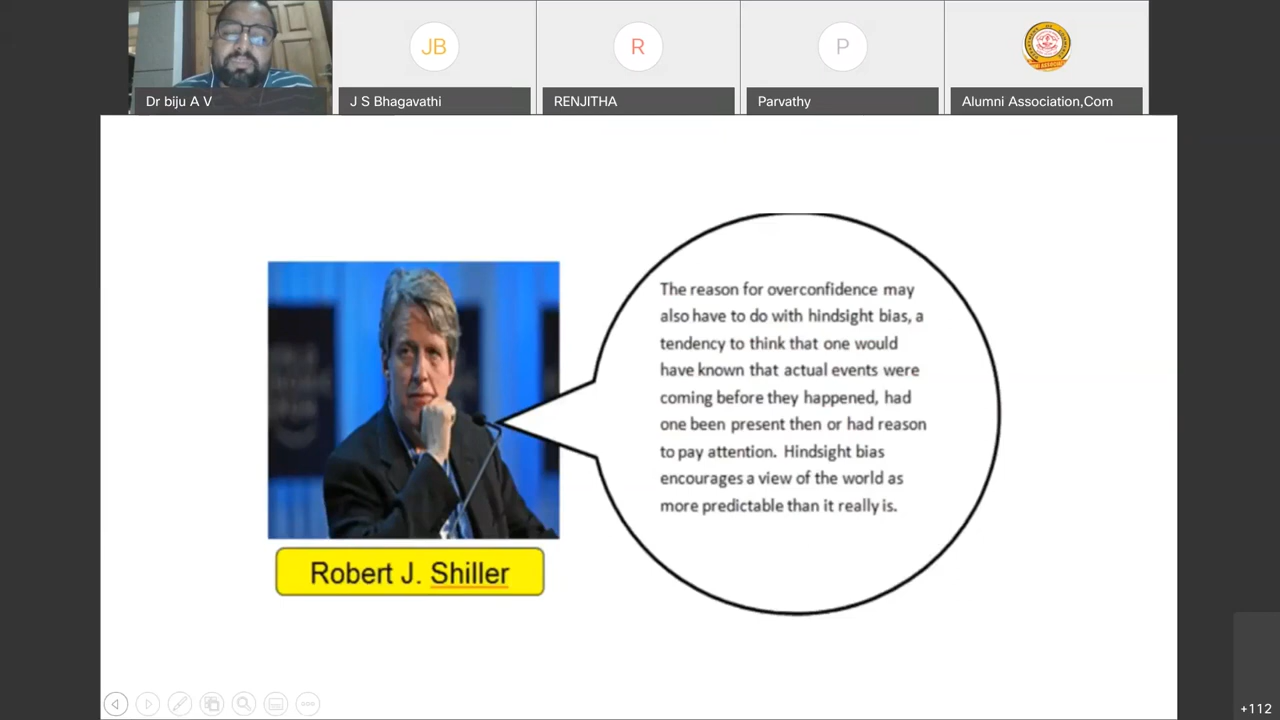 JB
R
P
Dr biju A V
J S Bhagavathi
RENJITHA
Parvathy
Alumni Association,Com
The reason for overconfidence may
also have to do with hindsight bias, a
tendency to think that one would
have known that actual events were
coming before they happened, had
one been present then or had reason
to pay attention. Hindsight bias
encourages a view of the world as
more predictable than it really is.
Robert J. Shiller
+112